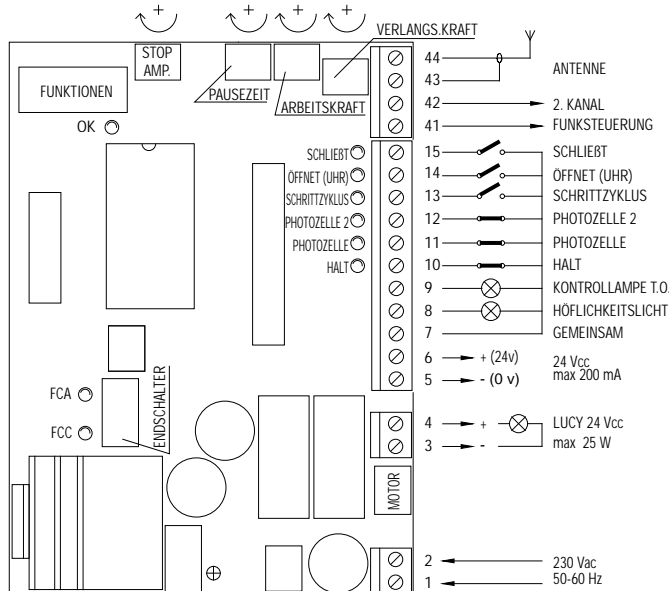 + + + +
VERLANGS.KRAFT
STOP
AMP.
FUNKTIONEN
PAUSEZEIT
ARBEITSKRAFT
OK
44
43
ANTENNE
42 2. KANAL
41 FUNKSTEUERUNG
SCHLIEßT 15 SCHLIEßT
ÖFFNET (UHR) 14 ÖFFNET (UHR)
SCHRITTZYKLUS 13 SCHRITTZYKLUS
PHOTOZELLE 2 12 PHOTOZELLE 2
PHOTOZELLE 11 PHOTOZELLE
HALT 10 HALT
9 KONTROLLAMPE T.O.
8 HÖFLICHKEITSLICHT
7 GEMEINSAM
6 + (24v)
5 - (0 v)
24 Vcc
max 200 mA
FCA
FCC
ENDSCHALTER
4 + LUCY 24 Vcc
3 - max 25 W
MOTOR
2 230 Vac
1 50-60 Hz